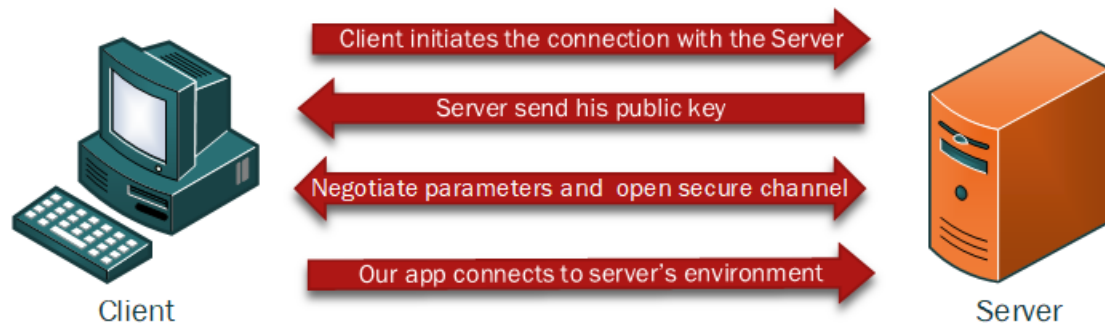 Client initiates the connection with the Server
Server send his public key
Negotiate parameters and open secure channel
Our app connects to server's environment
Client
Server